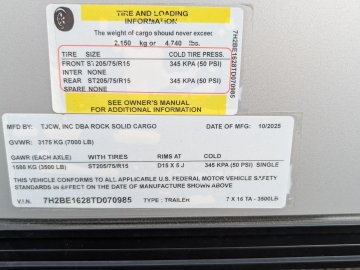 TIRE AND LOADING
INFORMATION
The weight of cargo should never exceed
2,150 kg or 4,740 lbs.
TIRE SIZE COLD TIRE PRESS.
FRONT ST205/75/R15 345 KPA (50 PSI)
INTER NONE
REAR ST205/75/R15 345 KPA (50 PSI)
SPARE NONE
SEE OWNER'S MANUAL
FOR ADDITIONAL INFORMATION
7H2BE1628TD070985
MFD BY: TJCW, INC DBA ROCK SOLID CARGO DATE OF MFG: 10/2025
GVWR: 3175 KG (7000 LB)
GAWR (EACH AXLE) WITH TIRES RIMS AT COLD
1588 KG (3500 LB) ST205/75/R15 D15 X 5 J 345 KPA (50 PSI) SINGLE
THIS VEHICLE CONFORMS TO ALL APPLICABLE U.S. FEDERAL MOTOR VEHICLE SAFETY
STANDARDS IN EFFECT ON THE DATE OF MANUFACTURE SHOWN ABOVE.
V.I.N. 7H2BE1628TD070985 TYPE: TRAILER 7 X 16 TA - 3500LB